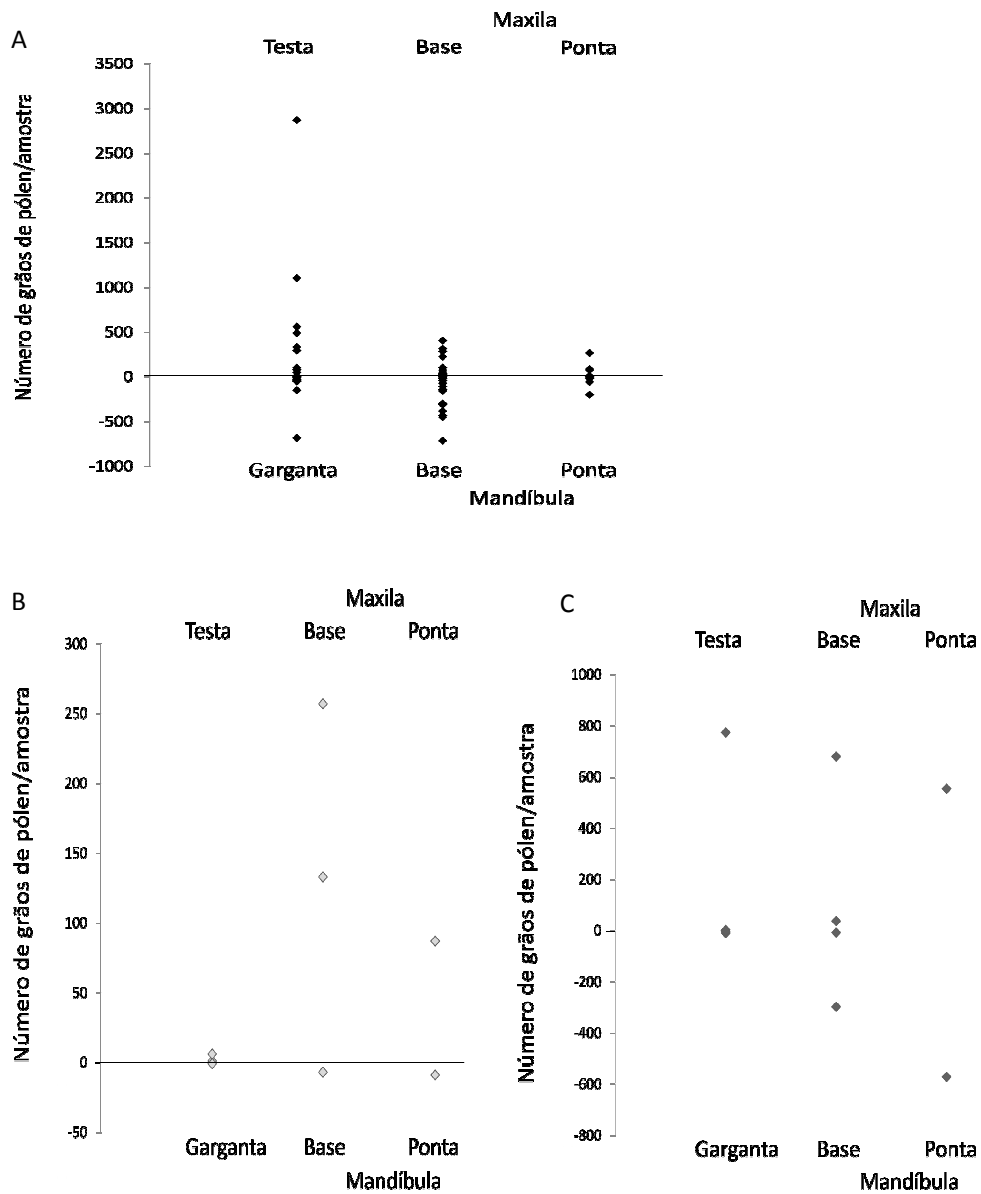 A
Maxila
Testa Base Ponta
Número de grãos de pólen/amostra
3500
3000
2500
2000
1500
1000
500
0
-500
-1000
Garganta Base Ponta
Mandíbula
B
Maxila
Testa Base Ponta
Número de grãos de pólen/amostra
300
250
200
150
100
50
0
-50
Garganta Base Ponta
Mandíbula
C
Maxila
Testa Base Ponta
Número de grãos de pólen/amostra
1000
800
600
400
200
0
-200
-400
-600
-800
Garganta Base Ponta
Mandíbula